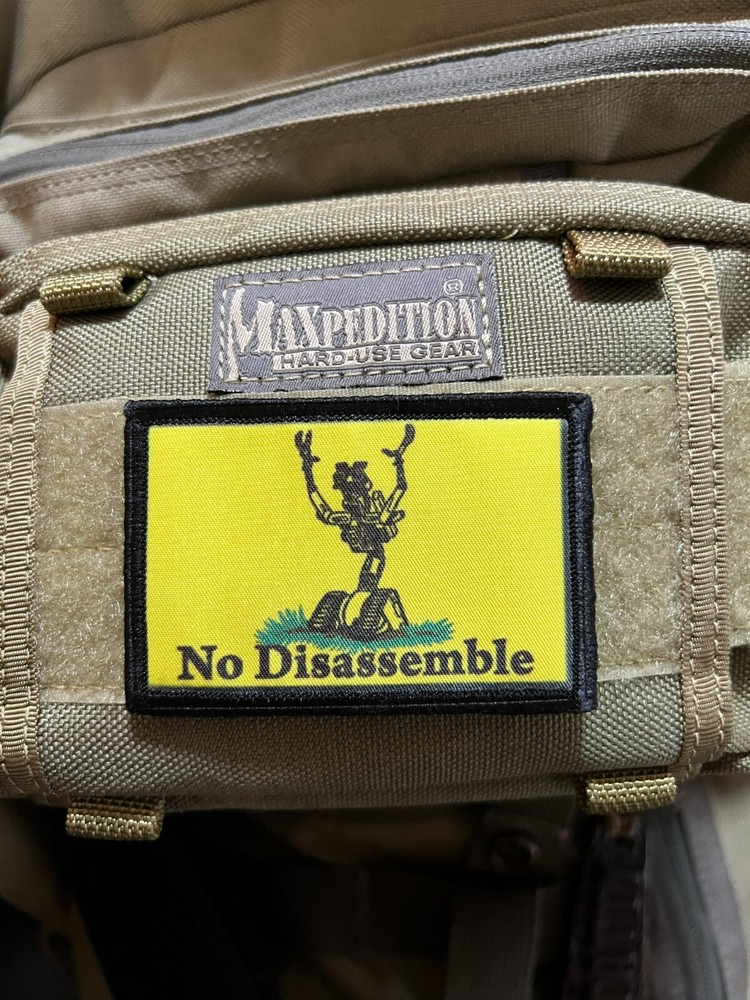 MAXPEDITION®
HARD-USE GEAR
No Disassemble